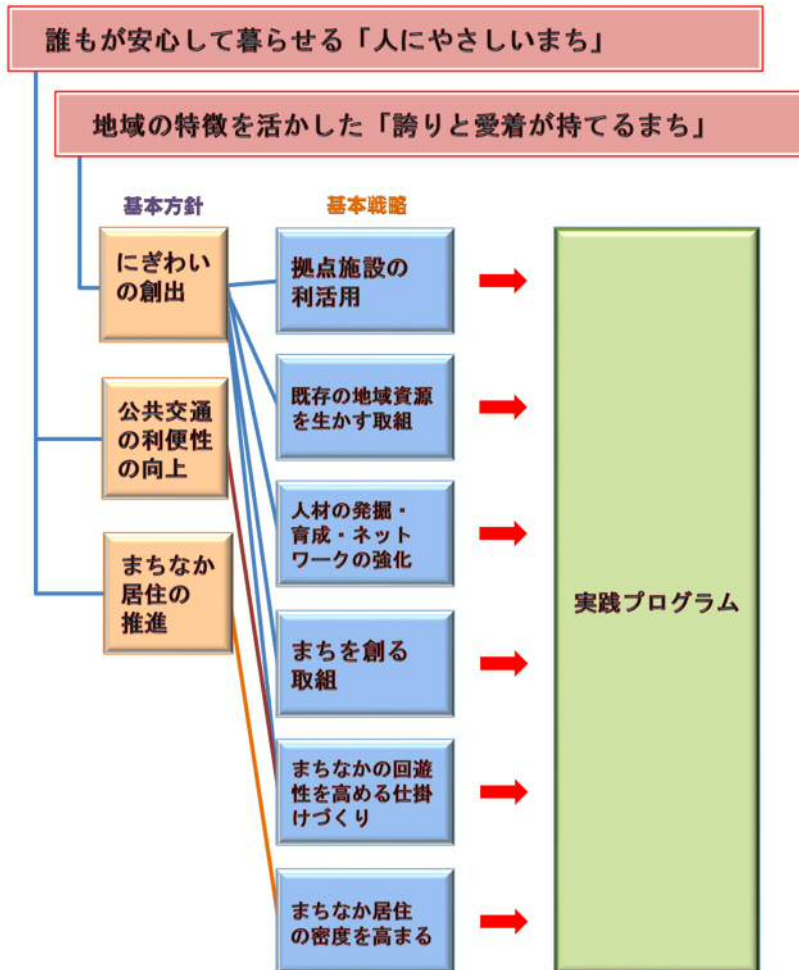 誰もが安心して暮らせる「人にやさしいまち」
地域の特徴を活かした「誇りと愛着が持てるまち」
基本方針
基本戦略
にぎわい
の創出
公共交通
の利便性
の向上
まちなか
居住の
推進
拠点施設の
利活用
既存の地域資源
を生かす取組
人材の発掘・
育成・ネット
ワークの強化
まちを創る
取組
まちなかの回遊
性を高める仕掛
けづくり
まちなか居住
の密度を高まる
実践プログラム